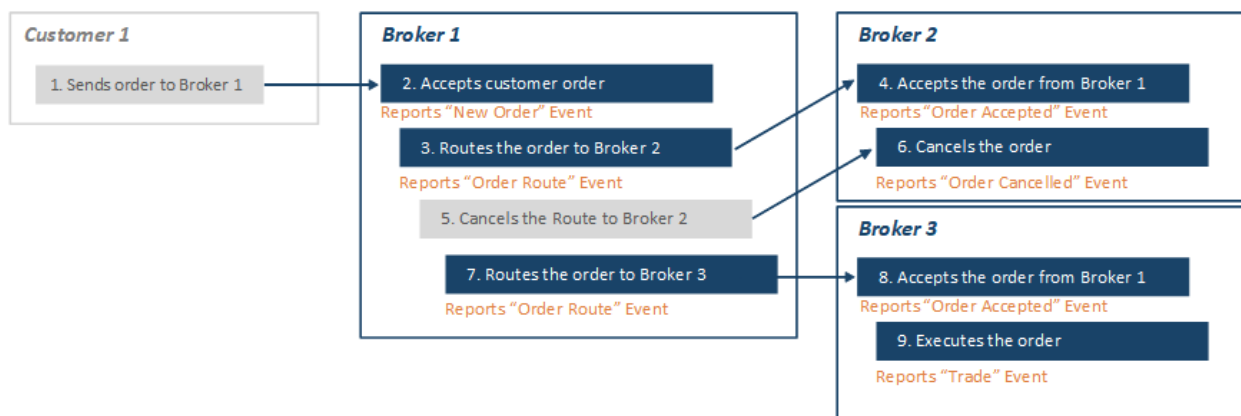 Customer 1
1. Sends order to Broker 1
Broker 1
2. Accepts customer order
Reports “New Order” Event
3. Routes the order to Broker 2
Reports “Order Route” Event
5. Cancels the Route to Broker 2
7. Routes the order to Broker 3
Reports “Order Route” Event
Broker 2
4. Accepts the order from Broker 1
Reports “Order Accepted” Event
6. Cancels the order
Reports “Order Cancelled” Event
Broker 3
8. Accepts the order from Broker 1
Reports “Order Accepted” Event
9. Executes the order
Reports “Trade” Event